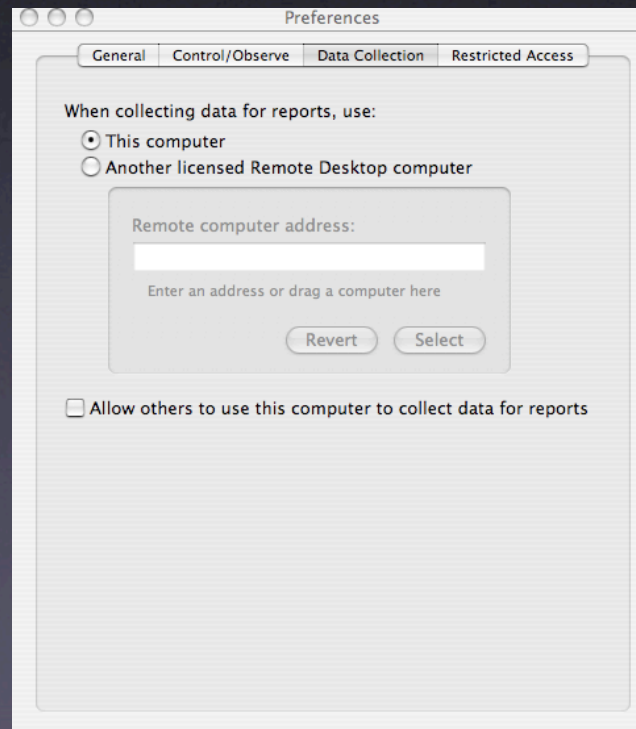 Preferences
General Control/Observe Data Collection Restricted Access
When collecting data for reports, use:
This computer
Another licensed Remote Desktop computer
Remote computer address:
Enter an address or drag a computer here
Revert Select
Allow others to use this computer to collect data for reports